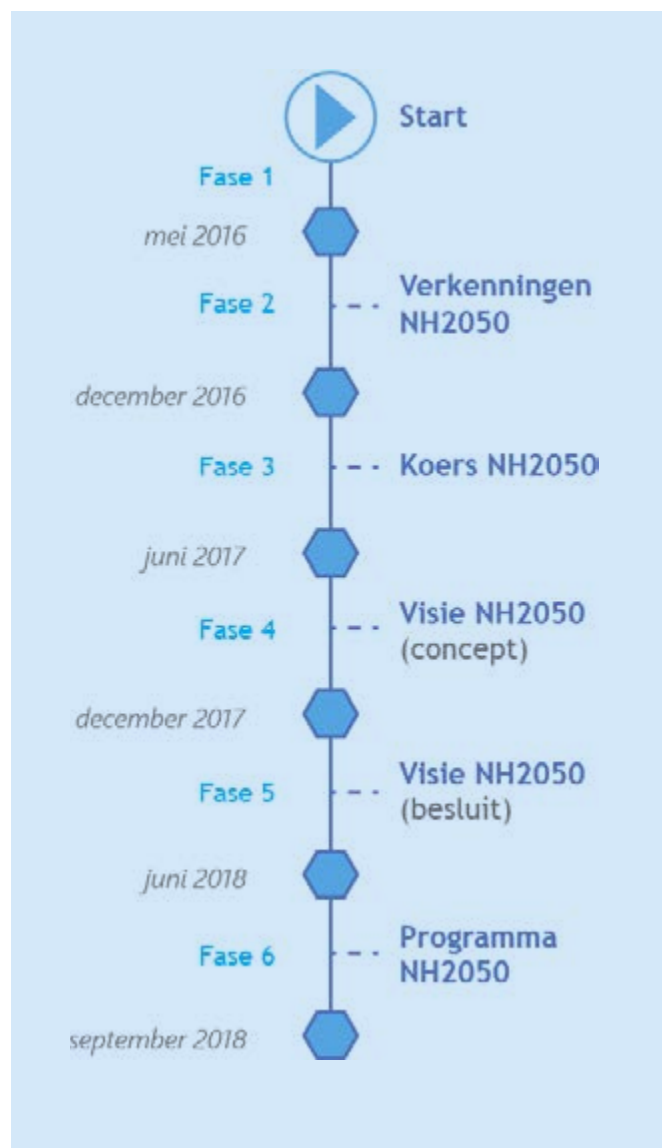 Start
Fase 1
mei 2016
Fase 2
Verkenningen
NH2050
december 2016
Fase 3
Koers NH2050
juni 2017
Fase 4
Visie NH2050
(concept)
december 2017
Fase 5
Visie NH2050
(besluit)
juni 2018
Fase 6
Programma
NH2050
september 2018